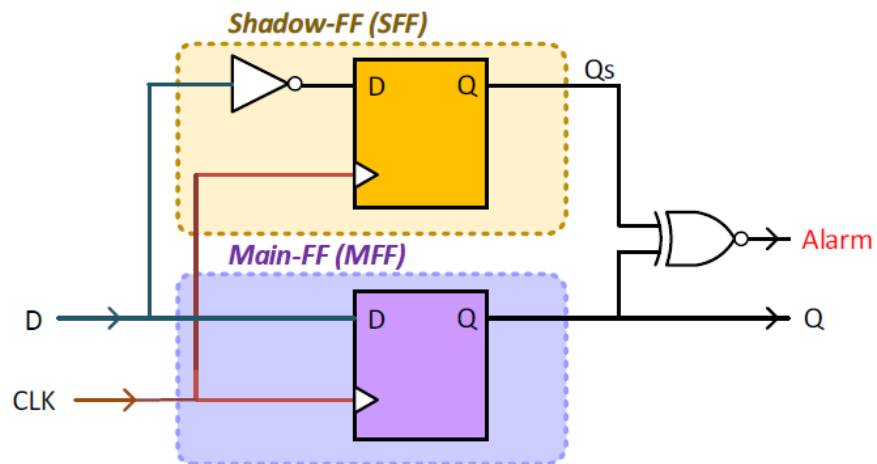 Shadow-FF (SFF)
D
Q
Qs
Alarm
Main-FF (MFF)
D
D
Q
Q
CLK